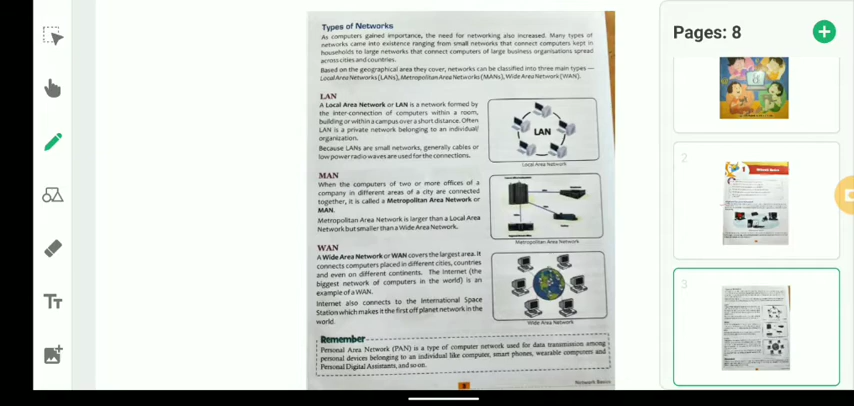 Types of Networks
As computers gained importance, the need for networking also increased. Many types of
networks came into existence ranging from small networks that connect computers kept in
households to large networks that connect computers of large business organisations spread
across cities and countries.
Based on the geographical area they cover, networks can be classified into three main types —
Local Area Networks (LANs), Metropolitan Area Networks (MANs), Wide Area Network (WAN).
LAN
A Local Area Network or LAN is a network formed by
the inter-connection of computers within a room,
building or within a campus over a short distance. Often
LAN is a private network belonging to an individual/
organization.
Because LANs are small networks, generally cables or
low power radio waves are used for the connections.
LAN
Local Area Network
MAN
When the computers of two or more offices of a
company in different areas of a city are connected
together, it is called a Metropolitan Area Network or
MAN.
Metropolitan Area Network is larger than a Local Area
Network but smaller than a Wide Area Network.
Metropolitan Area Network
WAN
A Wide Area Network or WAN covers the largest area. It
connects computers placed in different cities, countries
and even on different continents. The Internet (the
biggest network of computers in the world) is an
example of a WAN.
Internet also connects to the International Space
Station which makes it the first off planet network in the
world.
Wide Area Network
Remember
Personal Area Network (PAN) is a type of computer network used for data transmission among
personal devices belonging to an individual like computer, smart phones, wearable computers and
Personal Digital Assistants, and so on.
Network Basics
Pages: 8
2
3
Tт